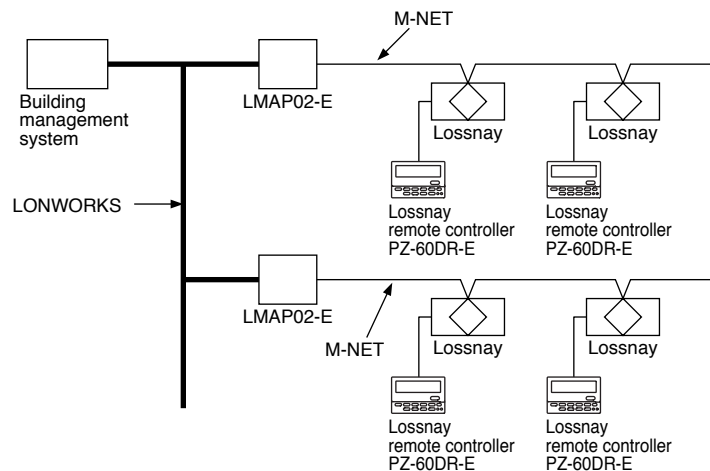 M-NET
Building
management
system
LMAP02-E
Lossnay
Lossnay
LONWORKS
Lossnay
remote controller
PZ-60DR-E
Lossnay
remote controller
PZ-60DR-E
LMAP02-E
M-NET
Lossnay
Lossnay
Lossnay
remote controller
PZ-60DR-E
Lossnay
remote controller
PZ-60DR-E